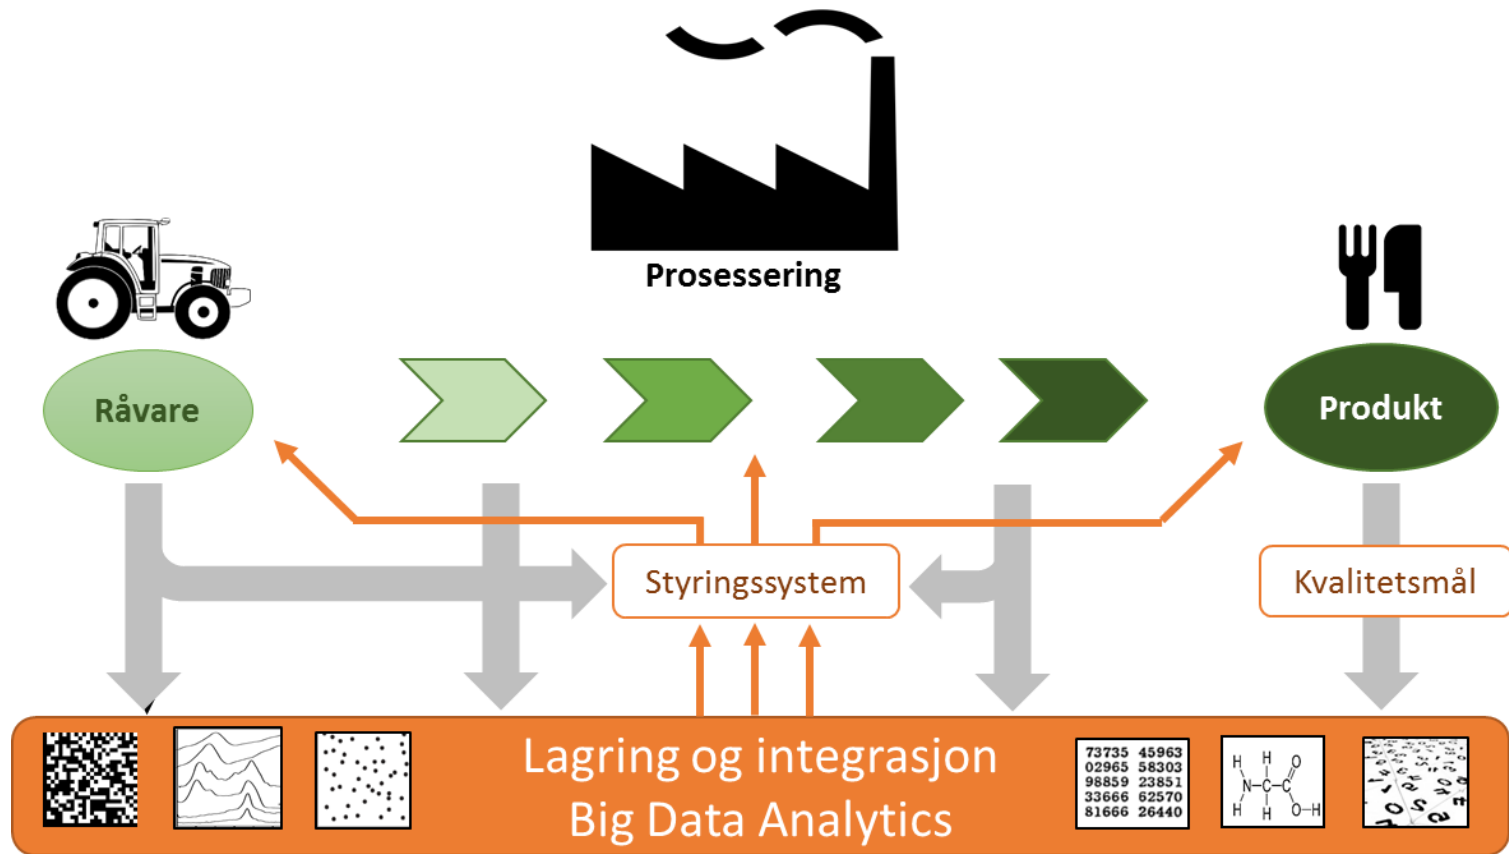 Prosessering
Råvare
Produkt
Styringssystem
Kvalitetsmål
Lagring og integrasjon
Big Data Analytics
73735 45963
02965 58303
98859 23851
33666 62570
81666 26440
H H O
N-C-C
H H O-H